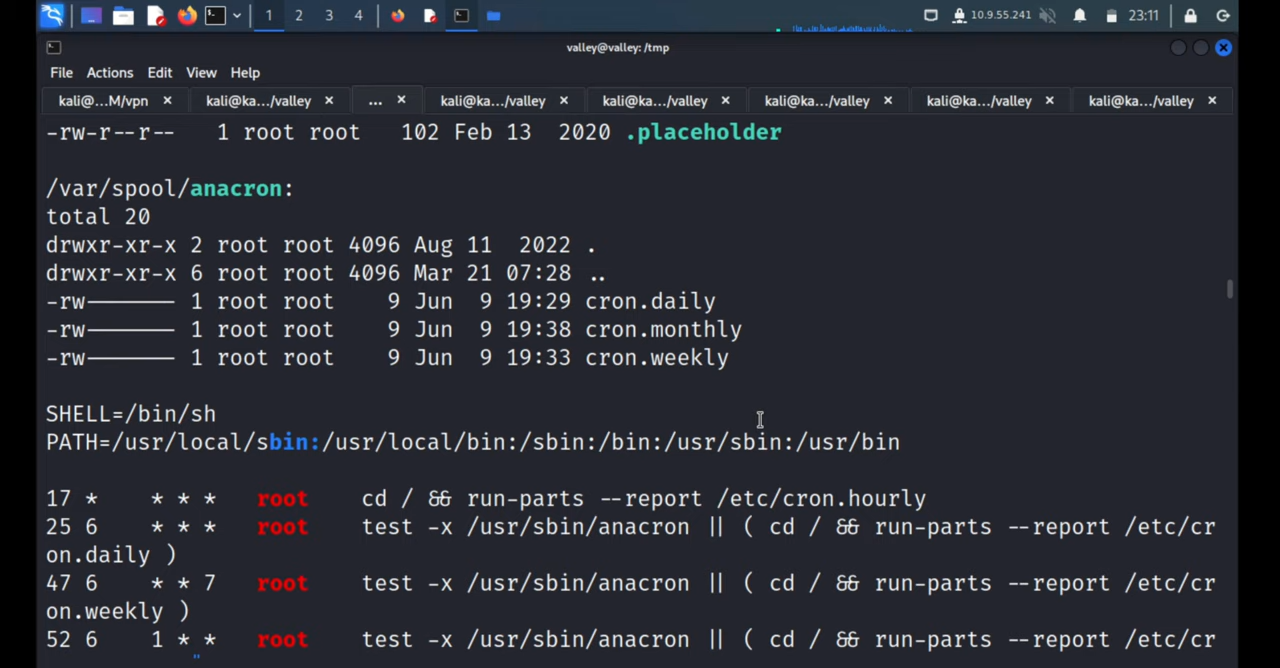 1 2 3 4 10.9.55.241 23:11
valley@valley: /tmp
File Actions Edit View Help
kali@...M/vpn × kali@ka.../valley × ... × kali@ka.../valley × kali@ka.../valley × kali@ka.../valley × kali@ka.../valley × kali@ka.../valley ×
-rw-r--r-- 1 root root 102 Feb 13 2020 .placeholder
/var/spool/anacron:
total 20
drwxr-xr-x 2 root root 4096 Aug 11 2022 .
drwxr-xr-x 6 root root 4096 Mar 21 07:28 ..
-rw------- 1 root root 9 Jun 9 19:29 cron.daily
-rw------- 1 root root 9 Jun 9 19:38 cron.monthly
-rw------- 1 root root 9 Jun 9 19:33 cron.weekly
SHELL=/bin/sh
PATH=/usr/local/sbin:/usr/local/bin:/sbin:/bin:/usr/sbin:/usr/bin
17 * * * * root cd / && run-parts --report /etc/cron.hourly
25 6 * * * root test -x /usr/sbin/anacron || ( cd / && run-parts --report /etc/cr
on.daily )
47 6 * * 7 root test -x /usr/sbin/anacron || ( cd / && run-parts --report /etc/cr
on.weekly )
52 6 1 * * root test -x /usr/sbin/anacron || ( cd / && run-parts --report /etc/cr